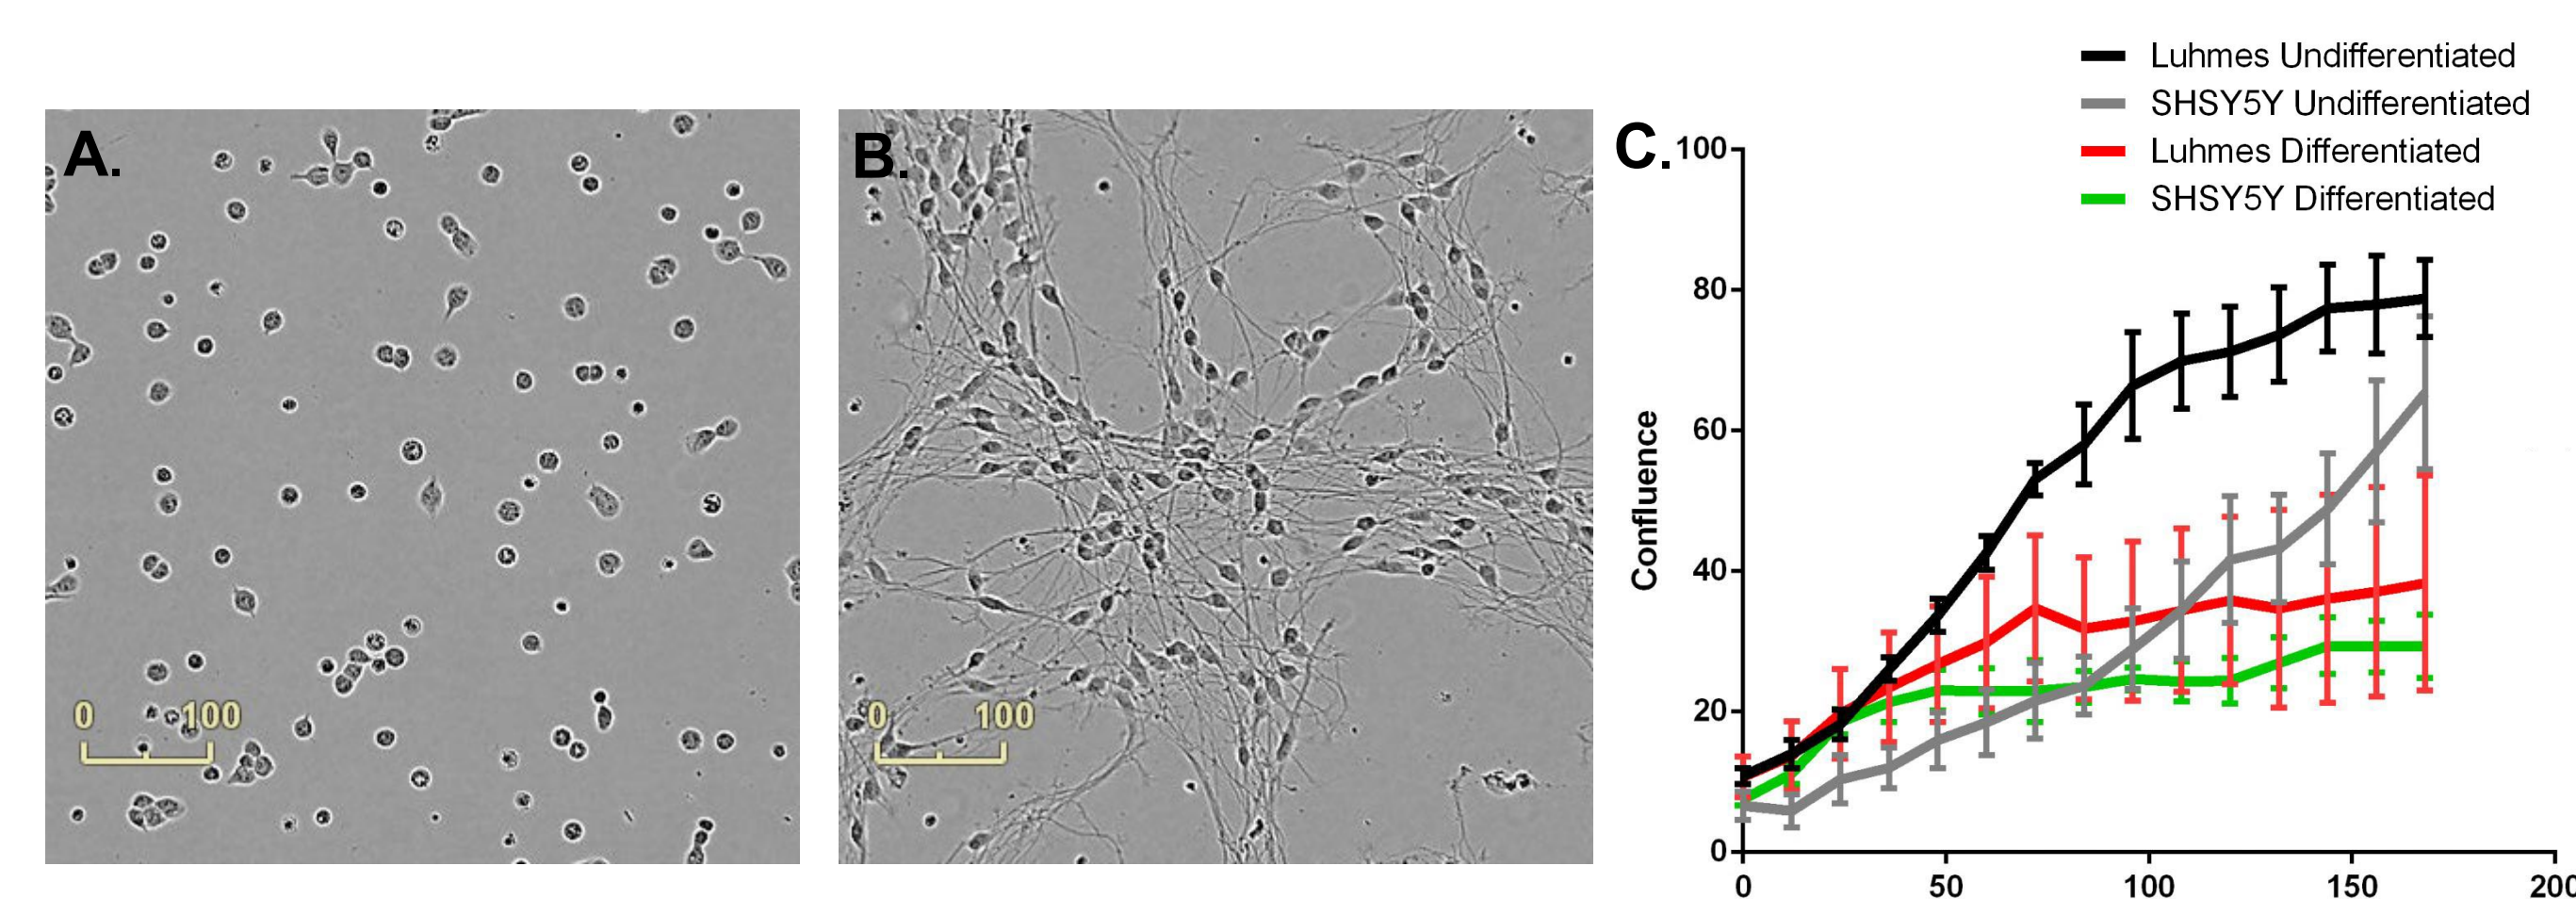 A.
0 100
B.
0 100
C.
Luhmes Undifferentiated
SHSY5Y Undifferentiated
Luhmes Differentiated
SHSY5Y Differentiated
Confluence
100
80
60
40
20
0
0 50 100 150 200